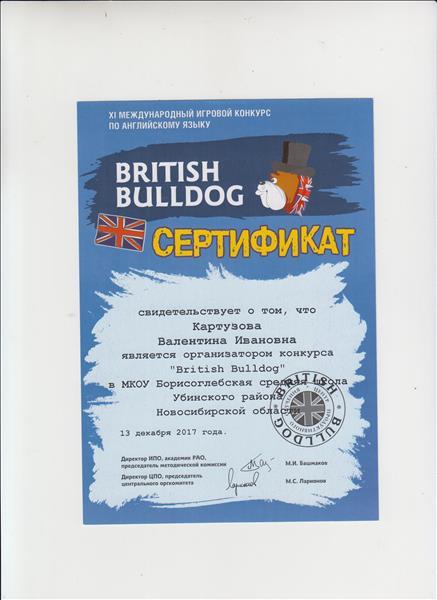 XI МЕЖДУНАРОДНЫЙ ИГРОВОЙ КОНКУРС
ПО АНГЛИЙСКОМУ ЯЗЫКУ
BRITISH
BULLDOG
СЕРТИФИКАТ
свидетельствует о том, что
Картузова
Валентина Ивановна
является организатором конкурса
"British Bulldog"
в МКОУ Борисоглебская средняя школа
Убинского района
Новосибирской области
13 декабря 2017 года.
Директор ИПО, академик РАО,
председатель методической комиссии
М.И. Башмаков
Директор ЦПО, председатель
центрального оргкомитета
М.С. Ларионов
BRITISH
BULLDOG